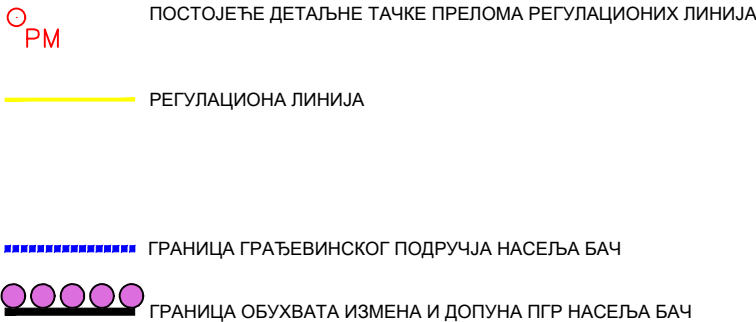 ПОСТОЈЕЋЕ ДЕТАЉНЕ ТАЧКЕ ПРЕЛОМА РЕГУЛАЦИОНИХ ЛИНИЈА
РМ
РЕГУЛАЦИОНА ЛИНИЈА
ГРАНИЦА ГРАЂЕВИНСКОГ ПОДРУЧЈА НАСЕЉА БАЧ
ГРАНИЦА ОБУХВАТА ИЗМЕНА И ДОПУНА ПГР НАСЕЉА БАЧ